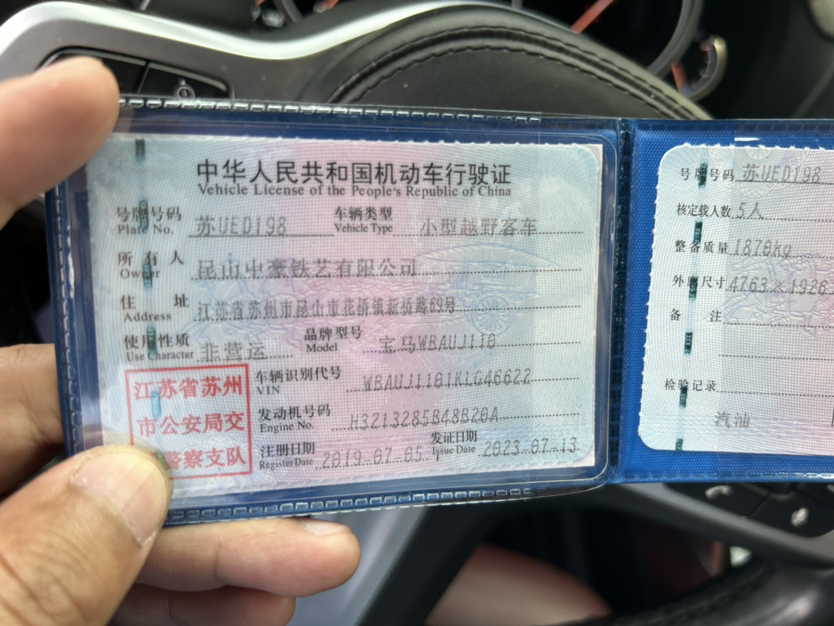 中华人民共和国机动车行驶证
Vehicle License of the People's Republic of China
号牌号码 苏UED198 车辆类型 小型越野客车
Plate No. Vehicle Type
所有人 昆山中豪铁艺有限公司
Owner
住址 江苏省苏州市昆山市花桥镇新桥路69号
Address
使用性质 非营运 品牌型号 宝马WBAUJ110
Use Character Model
江苏省苏州
市公安局交
警察支队
车辆识别代号 WBAUJ1101KLG46622
VIN
发动机号码 H3213285B48B20A
Engine No.
注册日期 2019-07-05 发证日期 2023-07-13
Register Date Issue Date
号牌号码 苏UED198
核定载人数 5人
整备质量 1870kg
外廓尺寸 4763×1926
备注
检验记录
汽油